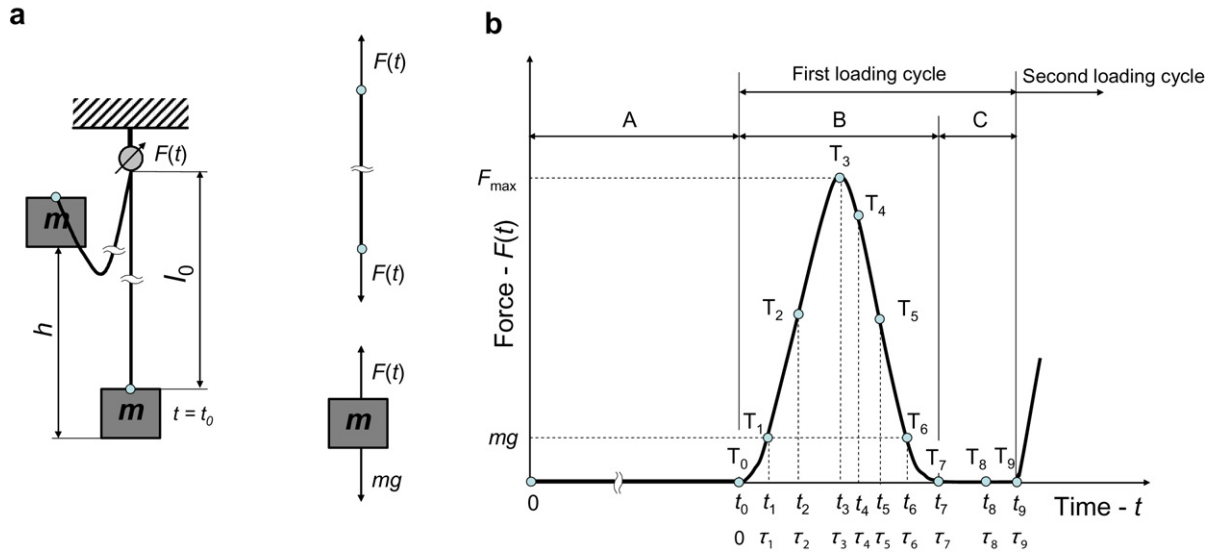 a
F(t)
m
h
l₀
m
t = t₀
F(t)
F(t)
F(t)
m
mg
b
First loading cycle
Second loading cycle
A
B
C
Force - F(t)
Fmax
mg
T₀
T₁
T₂
T₃
T₄
T₅
T₆
T₇
T₈
T₉
0
t₀ t₁ t₂ t₃ t₄ t₅ t₆ t₇ t₈ t₉
Time - t
0 τ₁ τ₂ τ₃ τ₄ τ₅ τ₆ τ₇ τ₈ τ₉